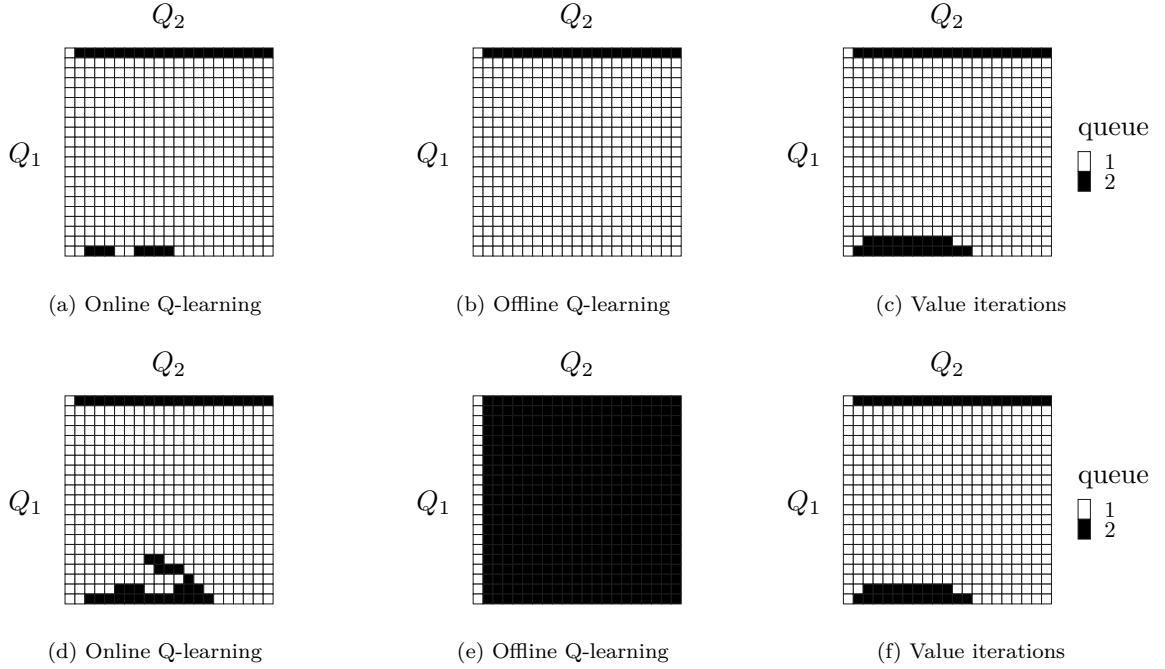 Q2 Q2 Q2
Q1 Q1 Q1
queue
1
2
(a) Online Q-learning (b) Offline Q-learning (c) Value iterations
Q2 Q2 Q2
Q1 Q1 Q1
queue
1
2
(d) Online Q-learning (e) Offline Q-learning (f) Value iterations